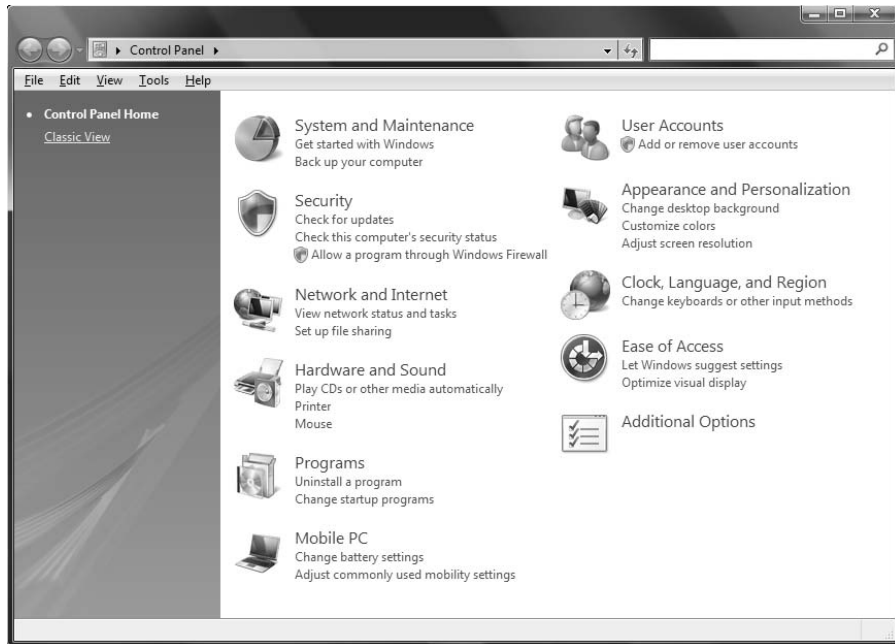 Control Panel
File Edit View Tools Help
Control Panel Home
Classic View
System and Maintenance
Get started with Windows
Back up your computer
Security
Check for updates
Check this computer's security status
Allow a program through Windows Firewall
Network and Internet
View network status and tasks
Set up file sharing
Hardware and Sound
Play CDs or other media automatically
Printer
Mouse
Programs
Uninstall a program
Change startup programs
Mobile PC
Change battery settings
Adjust commonly used mobility settings
User Accounts
Add or remove user accounts
Appearance and Personalization
Change desktop background
Customize colors
Adjust screen resolution
Clock, Language, and Region
Change keyboards or other input methods
Ease of Access
Let Windows suggest settings
Optimize visual display
Additional Options